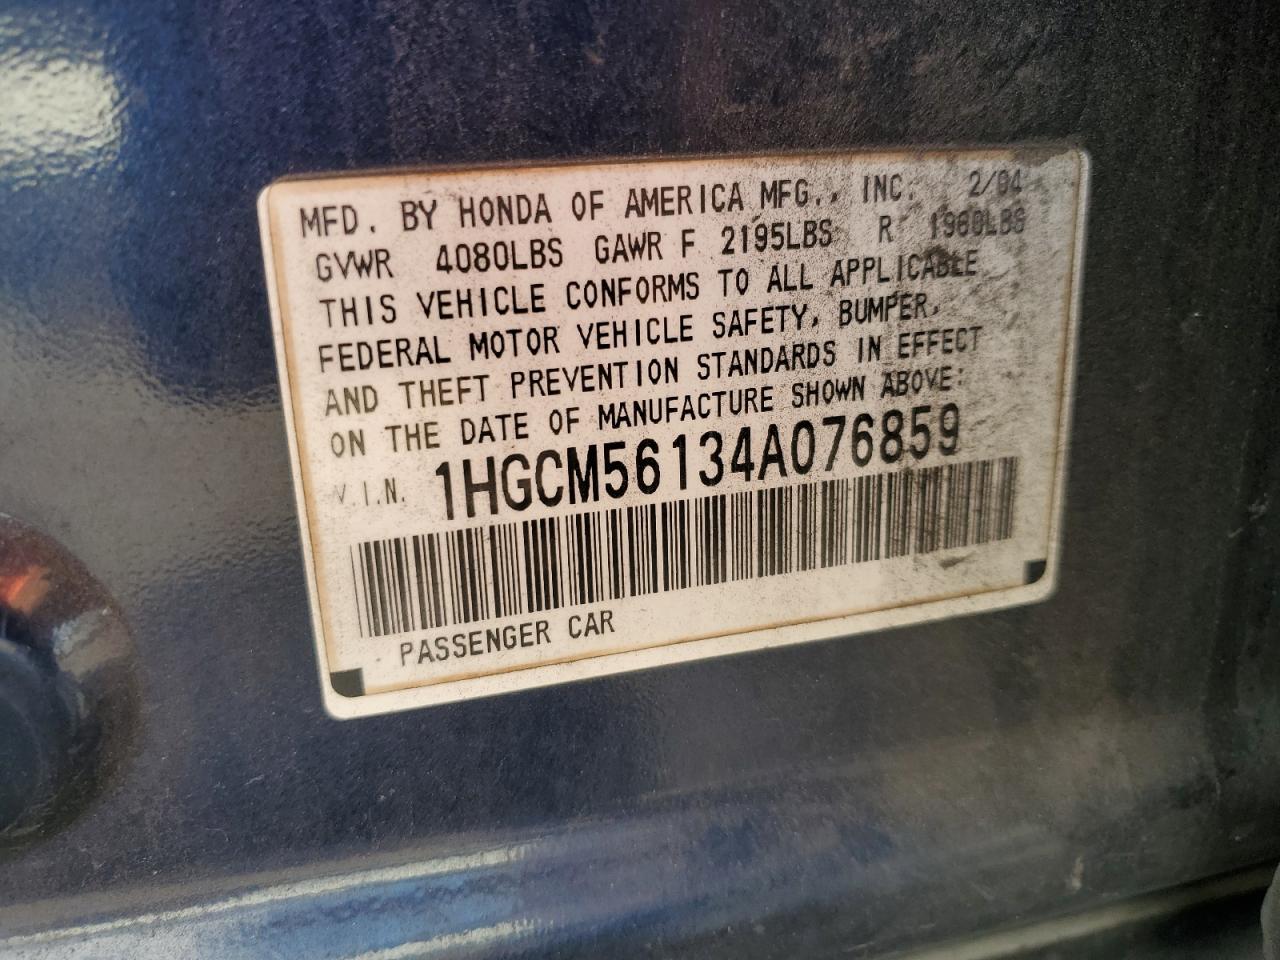 MFD. BY HONDA OF AMERICA MFG., INC. 2/04
GVWR 4080LBS GAWR F 2195LBS R 1980LBS
THIS VEHICLE CONFORMS TO ALL APPLICABLE
FEDERAL MOTOR VEHICLE SAFETY, BUMPER,
AND THEFT PREVENTION STANDARDS IN EFFECT
ON THE DATE OF MANUFACTURE SHOWN ABOVE:
V.I.N. 1HGCM56134A076859
PASSENGER CAR